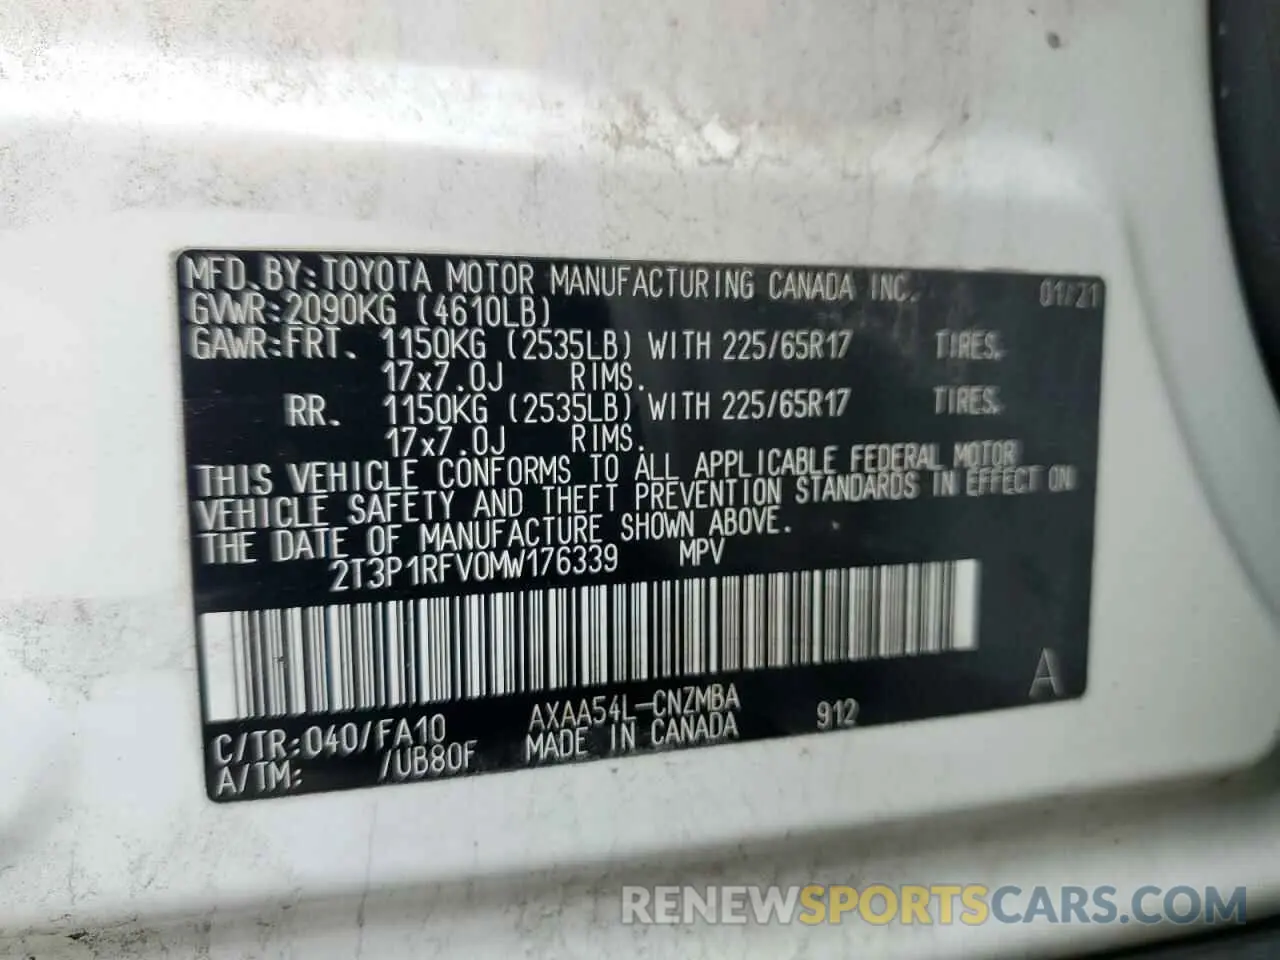 MFD.BY:TOYOTA MOTOR MANUFACTURING CANADA INC. 01/21
GVWR:2090KG (4610LB)
GAWR:FRT. 1150KG (2535LB) WITH 225/65R17 TIRES.
17x7.0J RIMS.
RR. 1150KG (2535LB) WITH 225/65R17 TIRES.
17x7.0J RIMS.
THIS VEHICLE CONFORMS TO ALL APPLICABLE FEDERAL MOTOR
VEHICLE SAFETY AND THEFT PREVENTION STANDARDS IN EFFECT ON
THE DATE OF MANUFACTURE SHOWN ABOVE.
2T3P1RFV0MW176339 MPV
A
C/TR:040/FA10 AXAA54L-CNZMBA 912
A/TM: /UB80F MADE IN CANADA
RENEWSPORTSCARS.COM